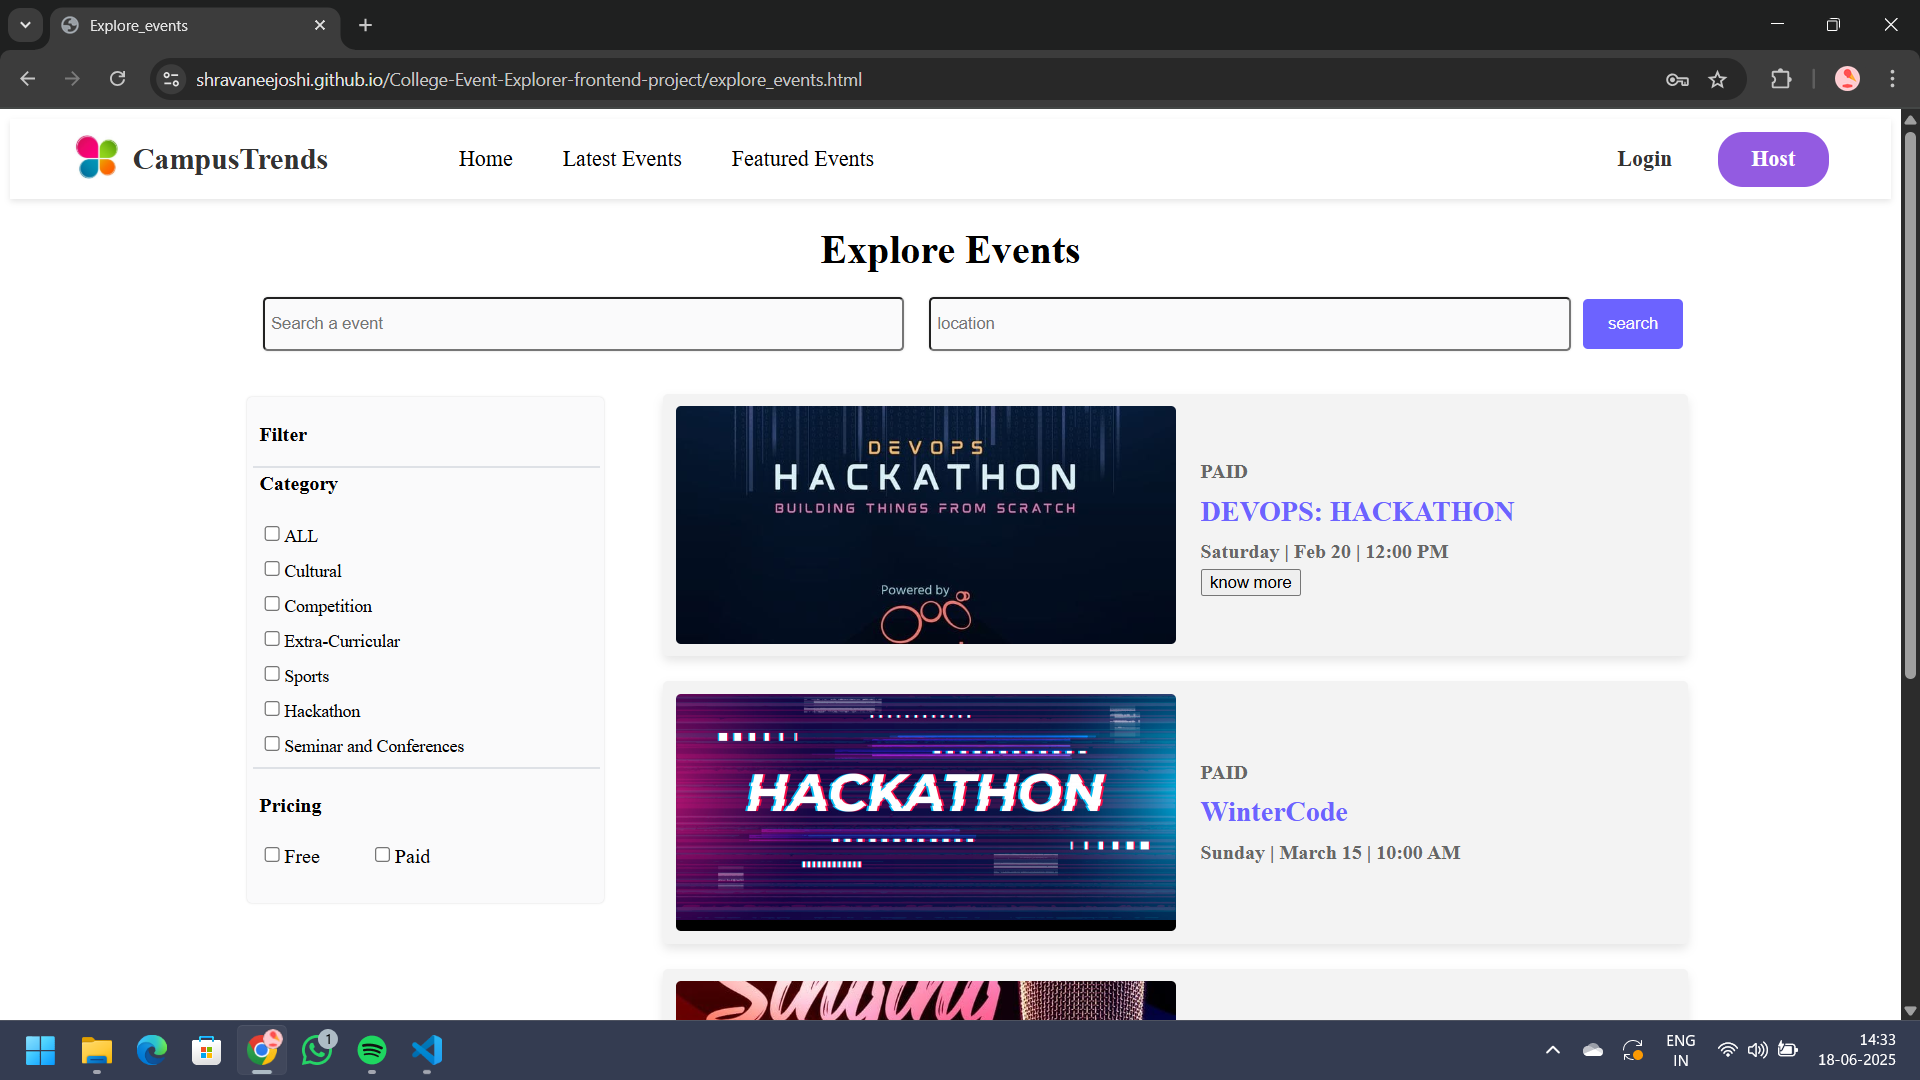 Explore_events
shravaneejoshi.github.io/College-Event-Explorer-frontend-project/explore_events.html
CampusTrends
Home
Latest Events
Featured Events
Login
Host
Explore Events
Search a event
location
search
Filter
Category
ALL
Cultural
Competition
Extra-Curricular
Sports
Hackathon
Seminar and Conferences
Pricing
Free
Paid
DEVOPS
HACKATHON
BUILDING THINGS FROM SCRATCH
Powered by
PAID
DEVOPS: HACKATHON
Saturday | Feb 20 | 12:00 PM
know more
HACKATHON
PAID
WinterCode
Sunday | March 15 | 10:00 AM
Singing
1
ENG
IN
14:33
18-06-2025